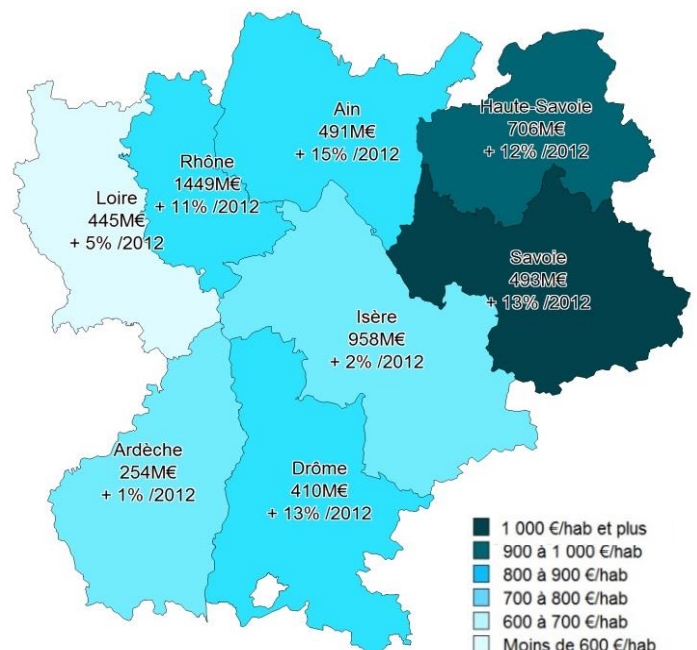 Ain
491M€
+ 15% /2012
Haute-Savoie
706M€
+ 12% /2012
Rhône
1449M€
+ 11% /2012
Loire
445M€
+ 5% /2012
Savoie
493M€
+ 13% /2012
Isère
958M€
+ 2% /2012
Ardèche
254M€
+ 1% /2012
Drôme
410M€
+ 13% /2012
1 000 €/hab et plus
900 à 1 000 €/hab
800 à 900 €/hab
700 à 800 €/hab
600 à 700 €/hab
Moins de 600 €/hab